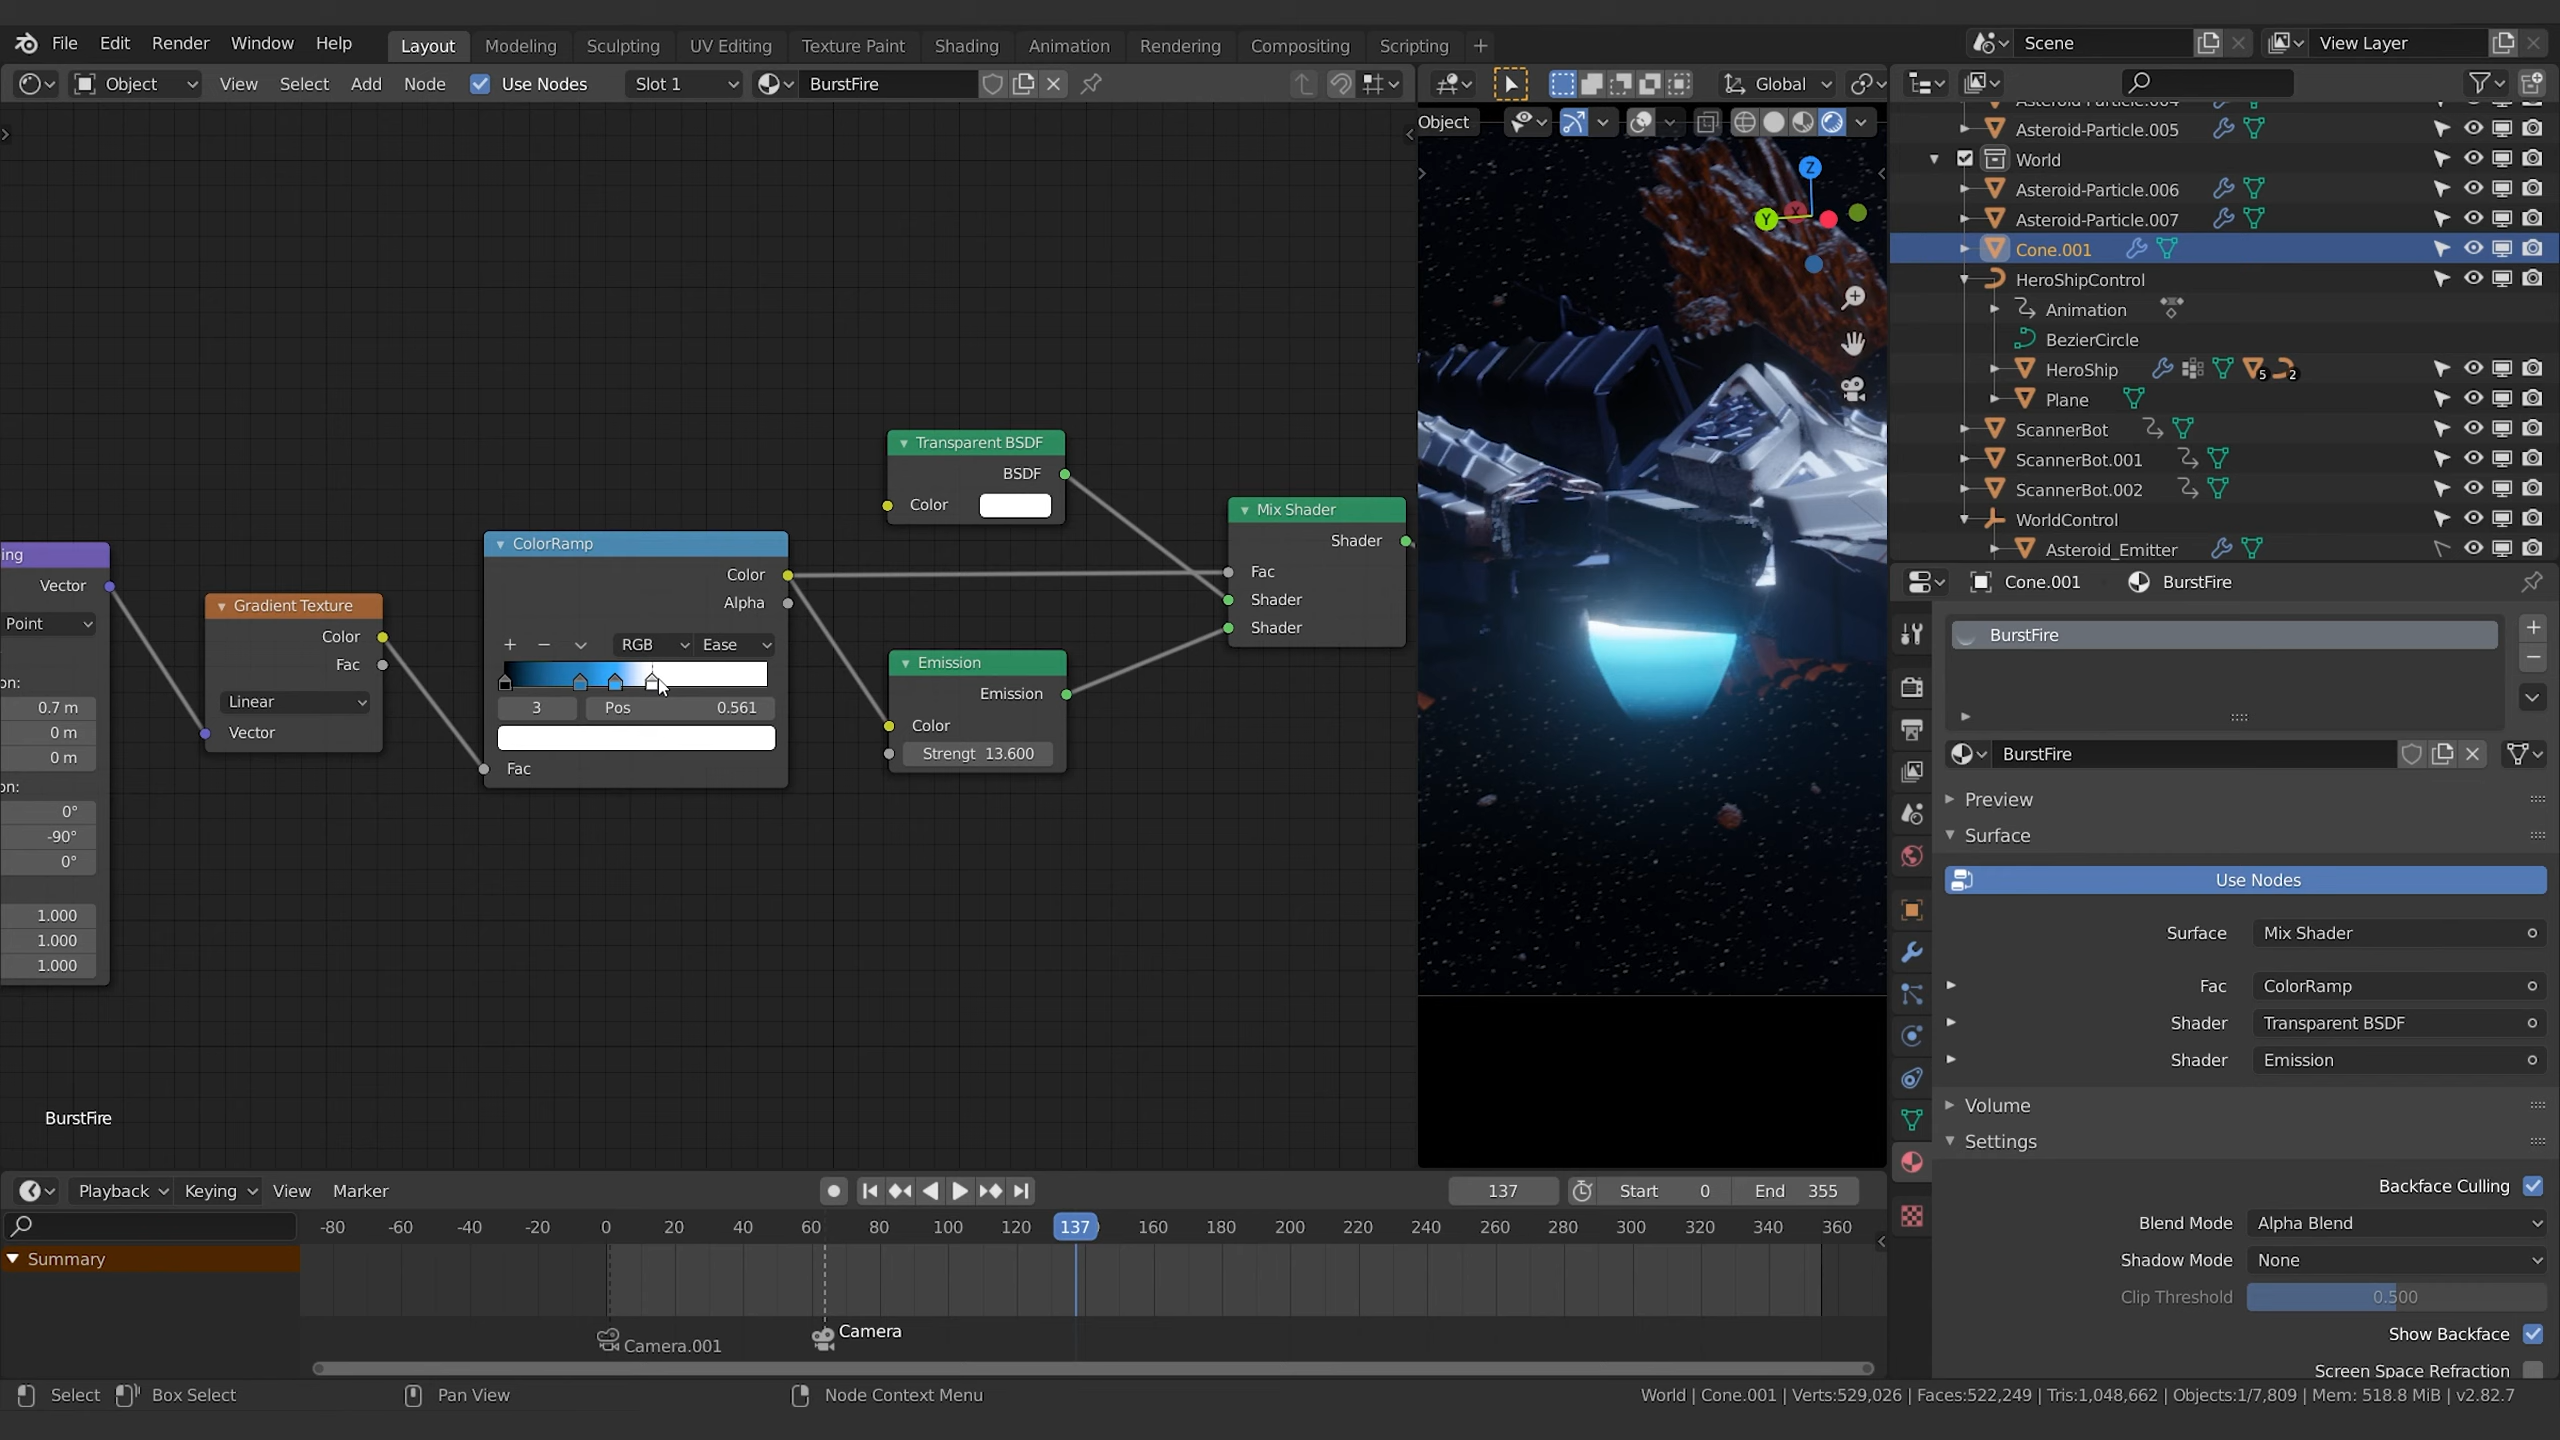 File Edit Render Window Help Layout Modeling Sculpting UV Editing Texture Paint Shading Animation Rendering Compositing Scripting + Scene View Layer
Object View Select Add Node Use Nodes Slot 1 BurstFire Global
Object
Asteroid-Particle.004
Asteroid-Particle.005
World
Asteroid-Particle.006
Asteroid-Particle.007
Cone.001
HeroShipControl
Animation
BezierCircle
HeroShip 5 2
Plane
ScannerBot
ScannerBot.001
ScannerBot.002
WorldControl
Asteroid_Emitter
Z
Y
X
ing
Vector
Point
on:
0.7 m
0 m
0 m
on:
0°
-90°
0°
1.000
1.000
1.000
Gradient Texture
Color
Fac
Linear
Vector
ColorRamp
Color
Alpha
+ − RGB Ease
3 Pos 0.561
Fac
Transparent BSDF
BSDF
Color
Emission
Emission
Color
Strengt 13.600
Mix Shader
Shader
Fac
Shader
Shader
BurstFire
Cone.001 BurstFire
BurstFire
BurstFire
Preview
Surface
Use Nodes
Surface Mix Shader
Fac ColorRamp
Shader Transparent BSDF
Shader Emission
Volume
Settings
Backface Culling
Blend Mode Alpha Blend
Shadow Mode None
Clip Threshold 0.500
Show Backface
Screen Space Refraction
Playback Keying View Marker 137 Start 0 End 355
-80 -60 -40 -20 0 20 40 60 80 100 120 137 160 180 200 220 240 260 280 300 320 340 360
Summary
Camera.001 Camera
Select Box Select Pan View Node Context Menu World | Cone.001 | Verts:529,026 | Faces:522,249 | Tris:1,048,662 | Objects:1/7,809 | Mem: 518.8 MiB | v2.82.7